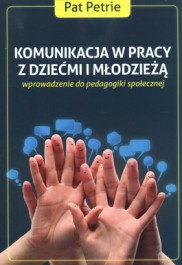 Pat Petrie
KOMUNIKACJA W PRACY
Z DZIEĆMI I MŁODZIEŻĄ
wprowadzenie do pedagogiki społecznej